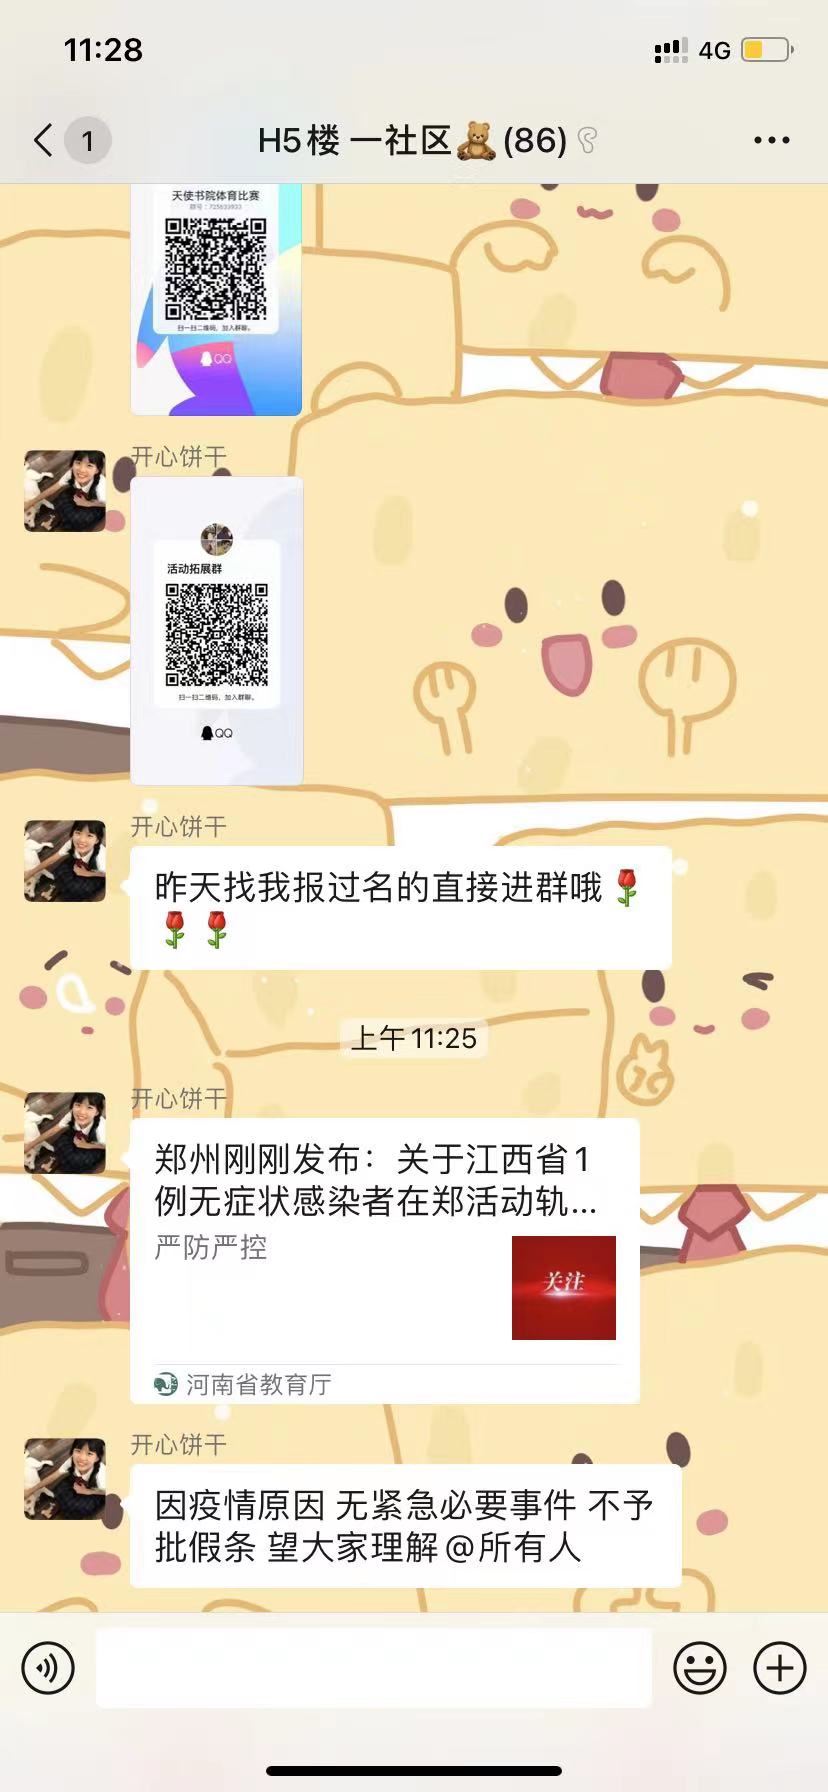 11:28
4G
1
H5楼 一社区🧸(86)
天使书院体育比赛
群号：725633933
扫一扫二维码，加入群聊。
QQ
开心饼干
活动拓展群
扫一扫二维码，加入群聊。
QQ
开心饼干
昨天找我报过名的直接进群哦🌹
🌹🌹
上午 11:25
开心饼干
郑州刚刚发布：关于江西省1
例无症状感染者在郑活动轨...
严防严控
关注
河南省教育厅
开心饼干
因疫情原因 无紧急必要事件 不予
批假条 望大家理解@所有人